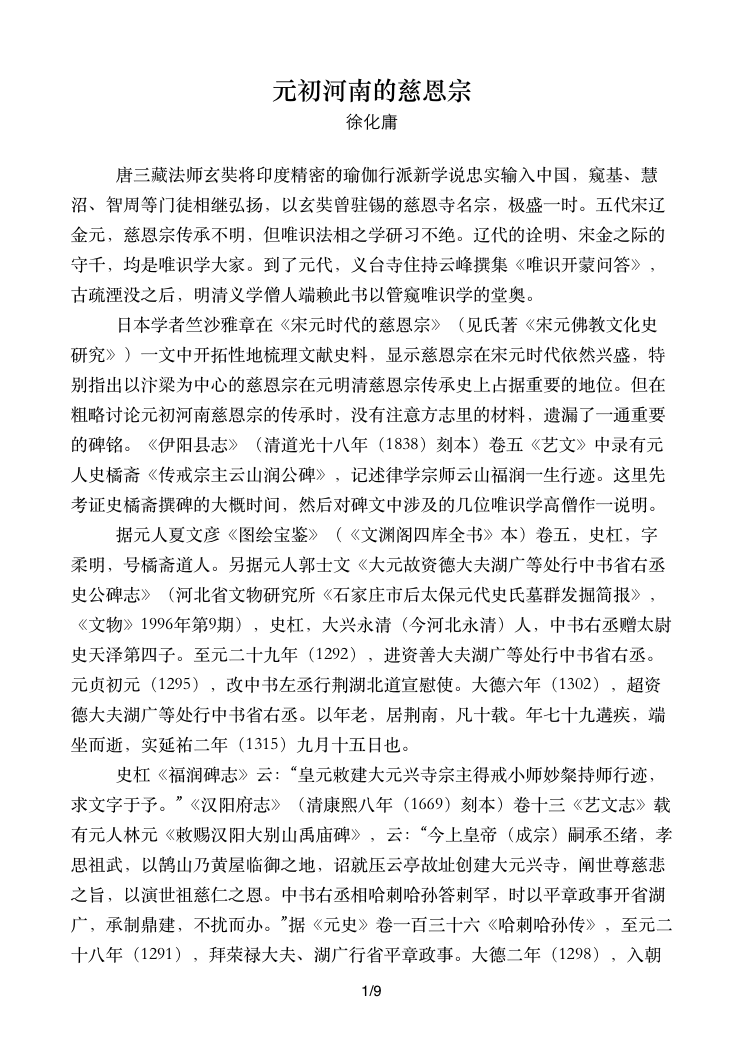 元初河南的慈恩宗
徐化庸
唐三藏法师玄奘将印度精密的瑜伽行派新学说忠实输入中国，窥基、慧
沼、智周等门徒相继弘扬，以玄奘曾驻锡的慈恩寺名宗，极盛一时。五代宋辽
金元，慈恩宗传承不明，但唯识法相之学研习不绝。辽代的诠明、宋金之际的
守千，均是唯识学大家。到了元代，义台寺住持云峰撰集《唯识开蒙问答》，
古疏湮没之后，明清义学僧人端赖此书以管窥唯识学的堂奥。
日本学者竺沙雅章在《宋元时代的慈恩宗》（见氏著《宋元佛教文化史
研究》）一文中开拓性地梳理文献史料，显示慈恩宗在宋元时代依然兴盛，特
别指出以汴梁为中心的慈恩宗在元明清慈恩宗传承史上占据重要的地位。但在
粗略讨论元初河南慈恩宗的传承时，没有注意方志里的材料，遗漏了一通重要
的碑铭。《伊阳县志》（清道光十八年（1838）刻本）卷五《艺文》中录有元
人史橘斋《传戒宗主云山润公碑》，记述律学宗师云山福润一生行迹。这里先
考证史橘斋撰碑的大概时间，然后对碑文中涉及的几位唯识学高僧作一说明。
据元人夏文彦《图绘宝鉴》（《文渊阁四库全书》本）卷五，史杠，字
柔明，号橘斋道人。另据元人郭士文《大元故资德大夫湖广等处行中书省右丞
史公碑志》（河北省文物研究所《石家庄市后太保元代史氏墓群发掘简报》，
《文物》1996年第9期），史杠，大兴永清（今河北永清）人，中书右丞赠太尉
史天泽第四子。至元二十九年（1292），进资善大夫湖广等处行中书省右丞。
元贞初元（1295），改中书左丞行荆湖北道宣慰使。大德六年（1302），超资
德大夫湖广等处行中书省右丞。以年老，居荆南，凡十载。年七十九遘疾，端
坐而逝，实延祐二年（1315）九月十五日也。
史杠《福润碑志》云：“皇元敕建大元兴寺宗主得戒小师妙粲持师行迹，
求文字于予。”《汉阳府志》（清康熙八年（1669）刻本）卷十三《艺文志》载
有元人林元《敕赐汉阳大别山禹庙碑》，云：“今上皇帝（成宗）嗣承丕绪，孝
思祖武，以鹄山乃黄屋临御之地，诏就压云亭故址创建大元兴寺，阐世尊慈悲
之旨，以演世祖慈仁之恩。中书右丞相哈剌哈孙答剌罕，时以平章政事开省湖
广，承制鼎建，不扰而办。”据《元史》卷一百三十六《哈剌哈孙传》，至元二
十八年（1291），拜荣禄大夫、湖广行省平章政事。大德二年（1298），入朝
1/9